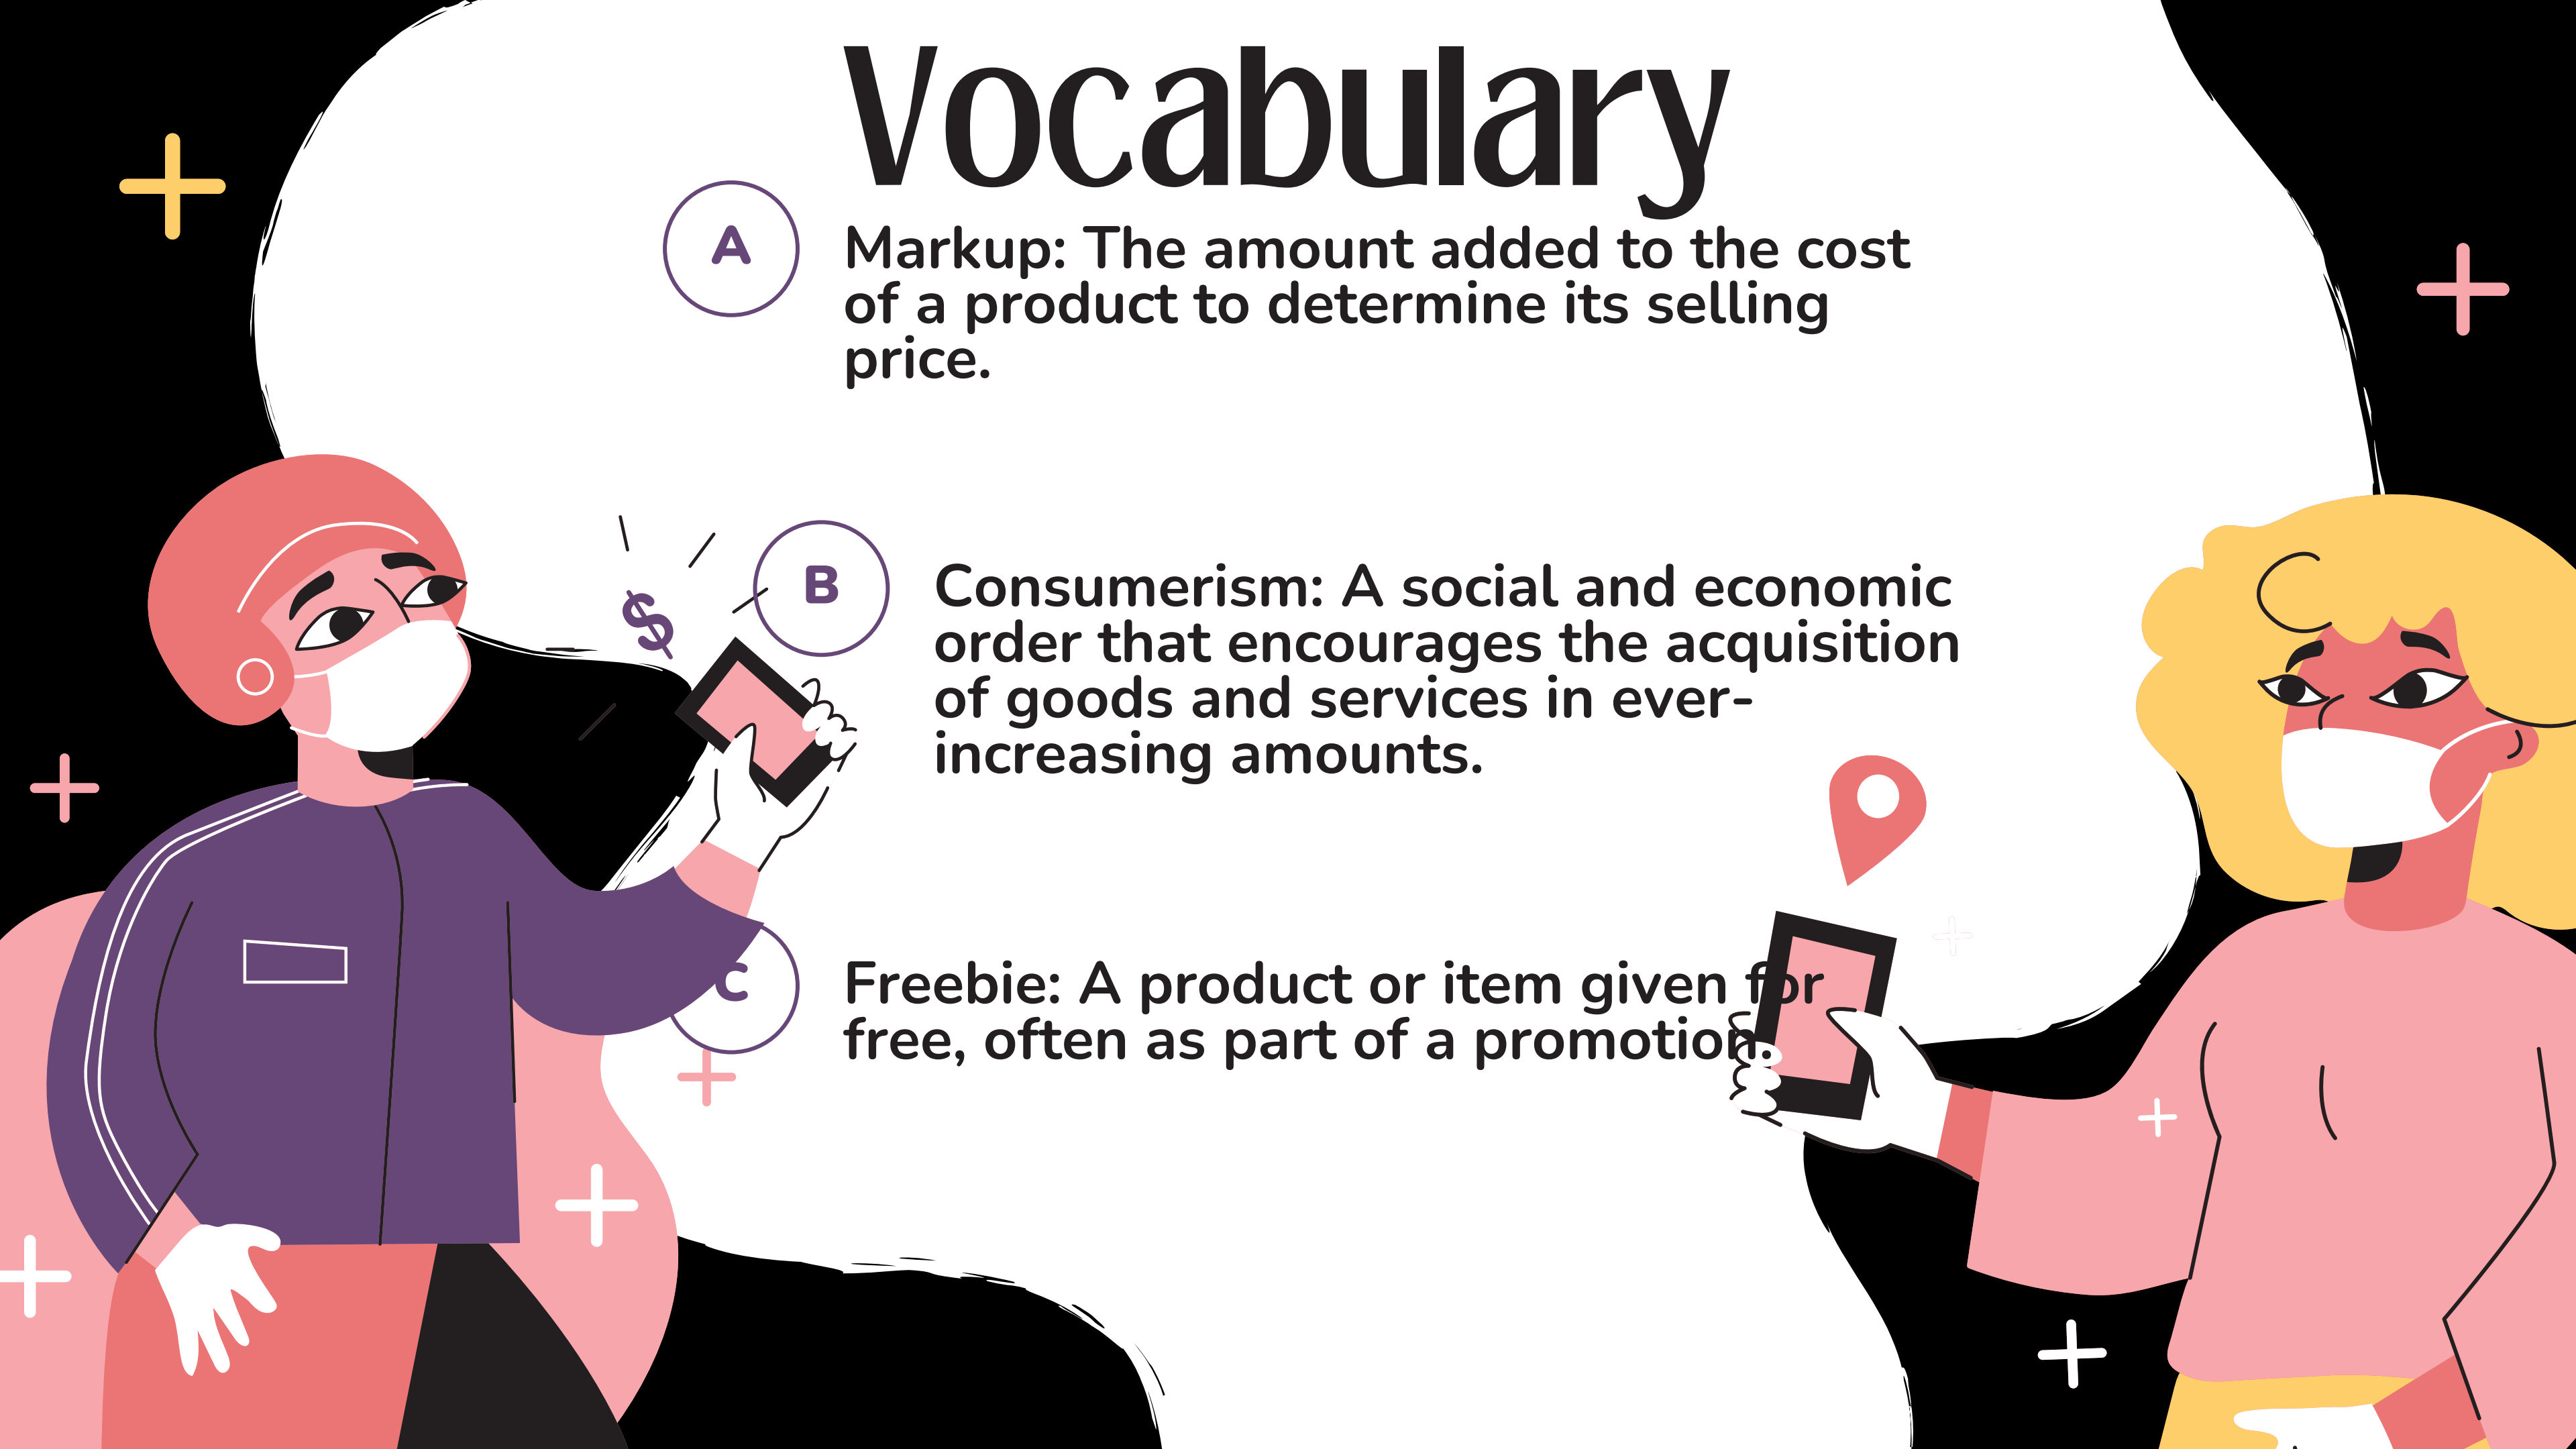 Vocabulary
A
Markup: The amount added to the cost
of a product to determine its selling
price.
$
B
Consumerism: A social and economic
order that encourages the acquisition
of goods and services in ever-
increasing amounts.
C
Freebie: A product or item given for
free, often as part of a promotion.